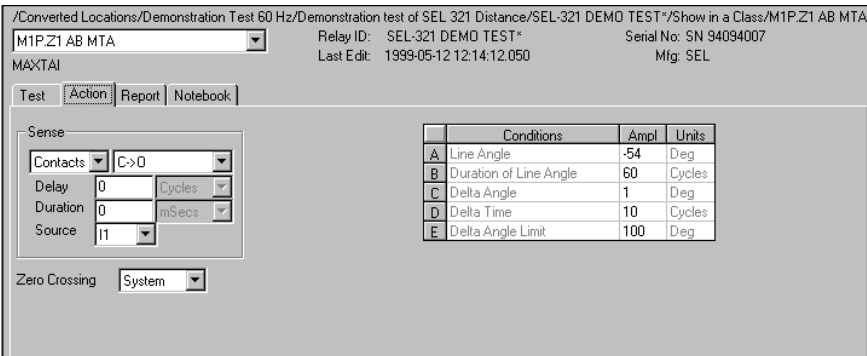 /Converted Locations/Demonstration Test 60 Hz/Demonstration test of SEL 321 Distance/SEL-321 DEMO TEST*/Show in a Class/M1P.Z1 AB MTA
M1P.Z1 AB MTA Relay ID: SEL-321 DEMO TEST* Serial No: SN 94094007
Last Edit: 1999-05-12 12:14:12.050 Mfg: SEL
MAXTAI
Test Action Report Notebook
Sense
Conditions Ampl Units
Contacts C->O
A Line Angle -54 Deg
B Duration of Line Angle 60 Cycles
Delay 0 Cycles
C Delta Angle 1 Deg
Duration 0 mSecs
D Delta Time 10 Cycles
Source I1
E Delta Angle Limit 100 Deg
Zero Crossing System